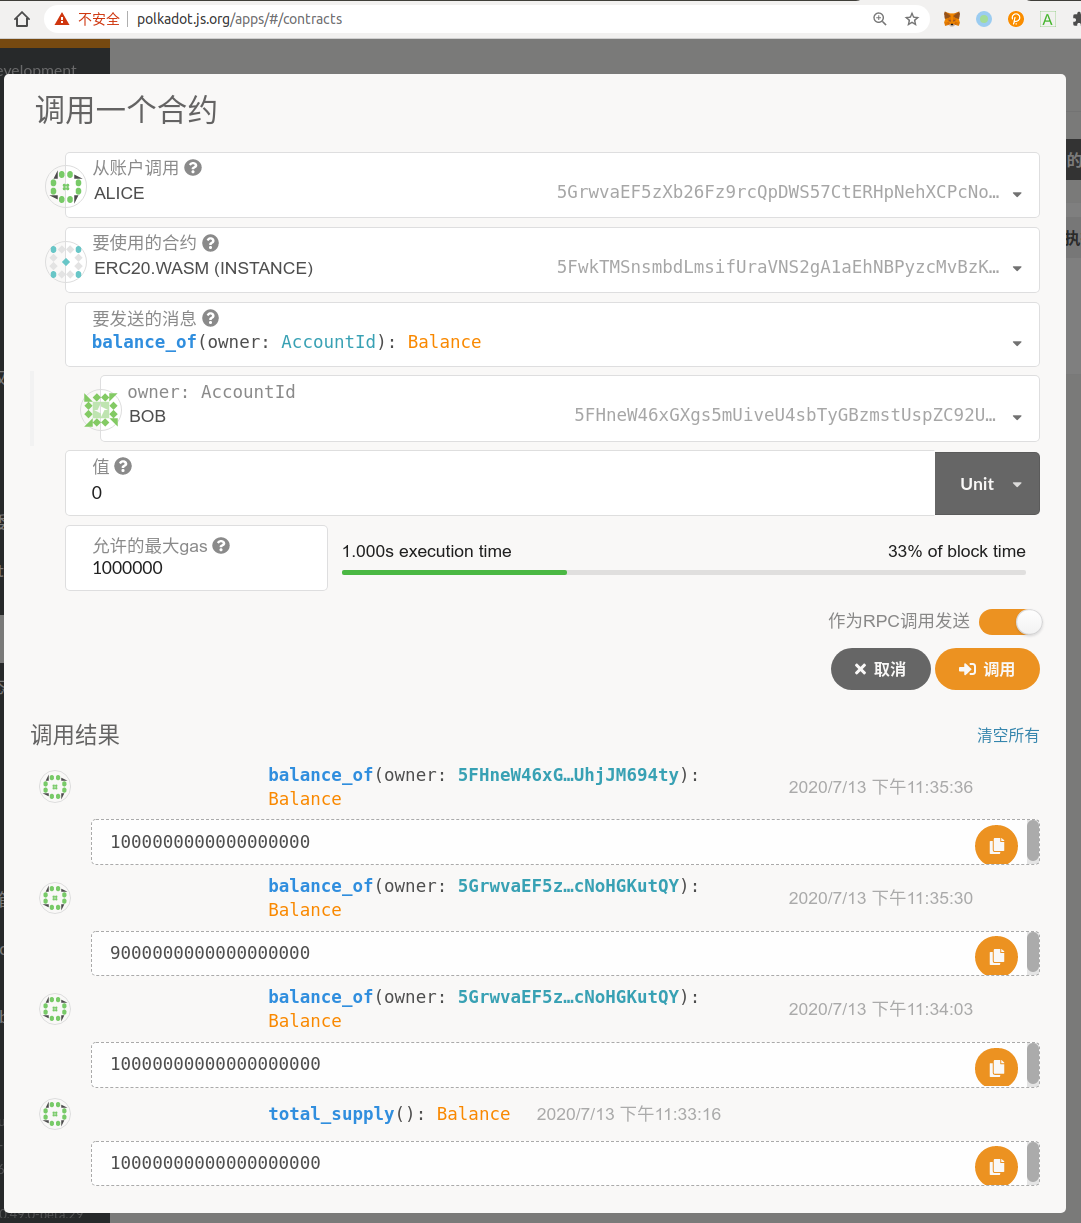 不安全 polkadot.js.org/apps/#/contracts
evelopment
调用一个合约
从账户调用
ALICE 5GrwvaEF5zXb26Fz9rcQpDWS57CtERHpNehXCPcNo…
要使用的合约
ERC20.WASM (INSTANCE) 5FwkTMSnsmbdLmsifUraVNS2gA1aEhNBPyzcMvBzK…
要发送的消息
balance_of(owner: AccountId): Balance
owner: AccountId
BOB 5FHneW46xGXgs5mUiveU4sbTyGBzmstUspZC92U…
值
0
Unit
允许的最大gas
1000000
1.000s execution time 33% of block time
作为RPC调用发送
取消 调用
调用结果 清空所有
balance_of(owner: 5FHneW46xG…UhjJM694ty):
Balance
2020/7/13 下午11:35:36
1000000000000000000
balance_of(owner: 5GrwvaEF5z…cNoHGKutQY):
Balance
2020/7/13 下午11:35:30
9000000000000000000
balance_of(owner: 5GrwvaEF5z…cNoHGKutQY):
Balance
2020/7/13 下午11:34:03
10000000000000000000
total_supply(): Balance 2020/7/13 下午11:33:16
10000000000000000000